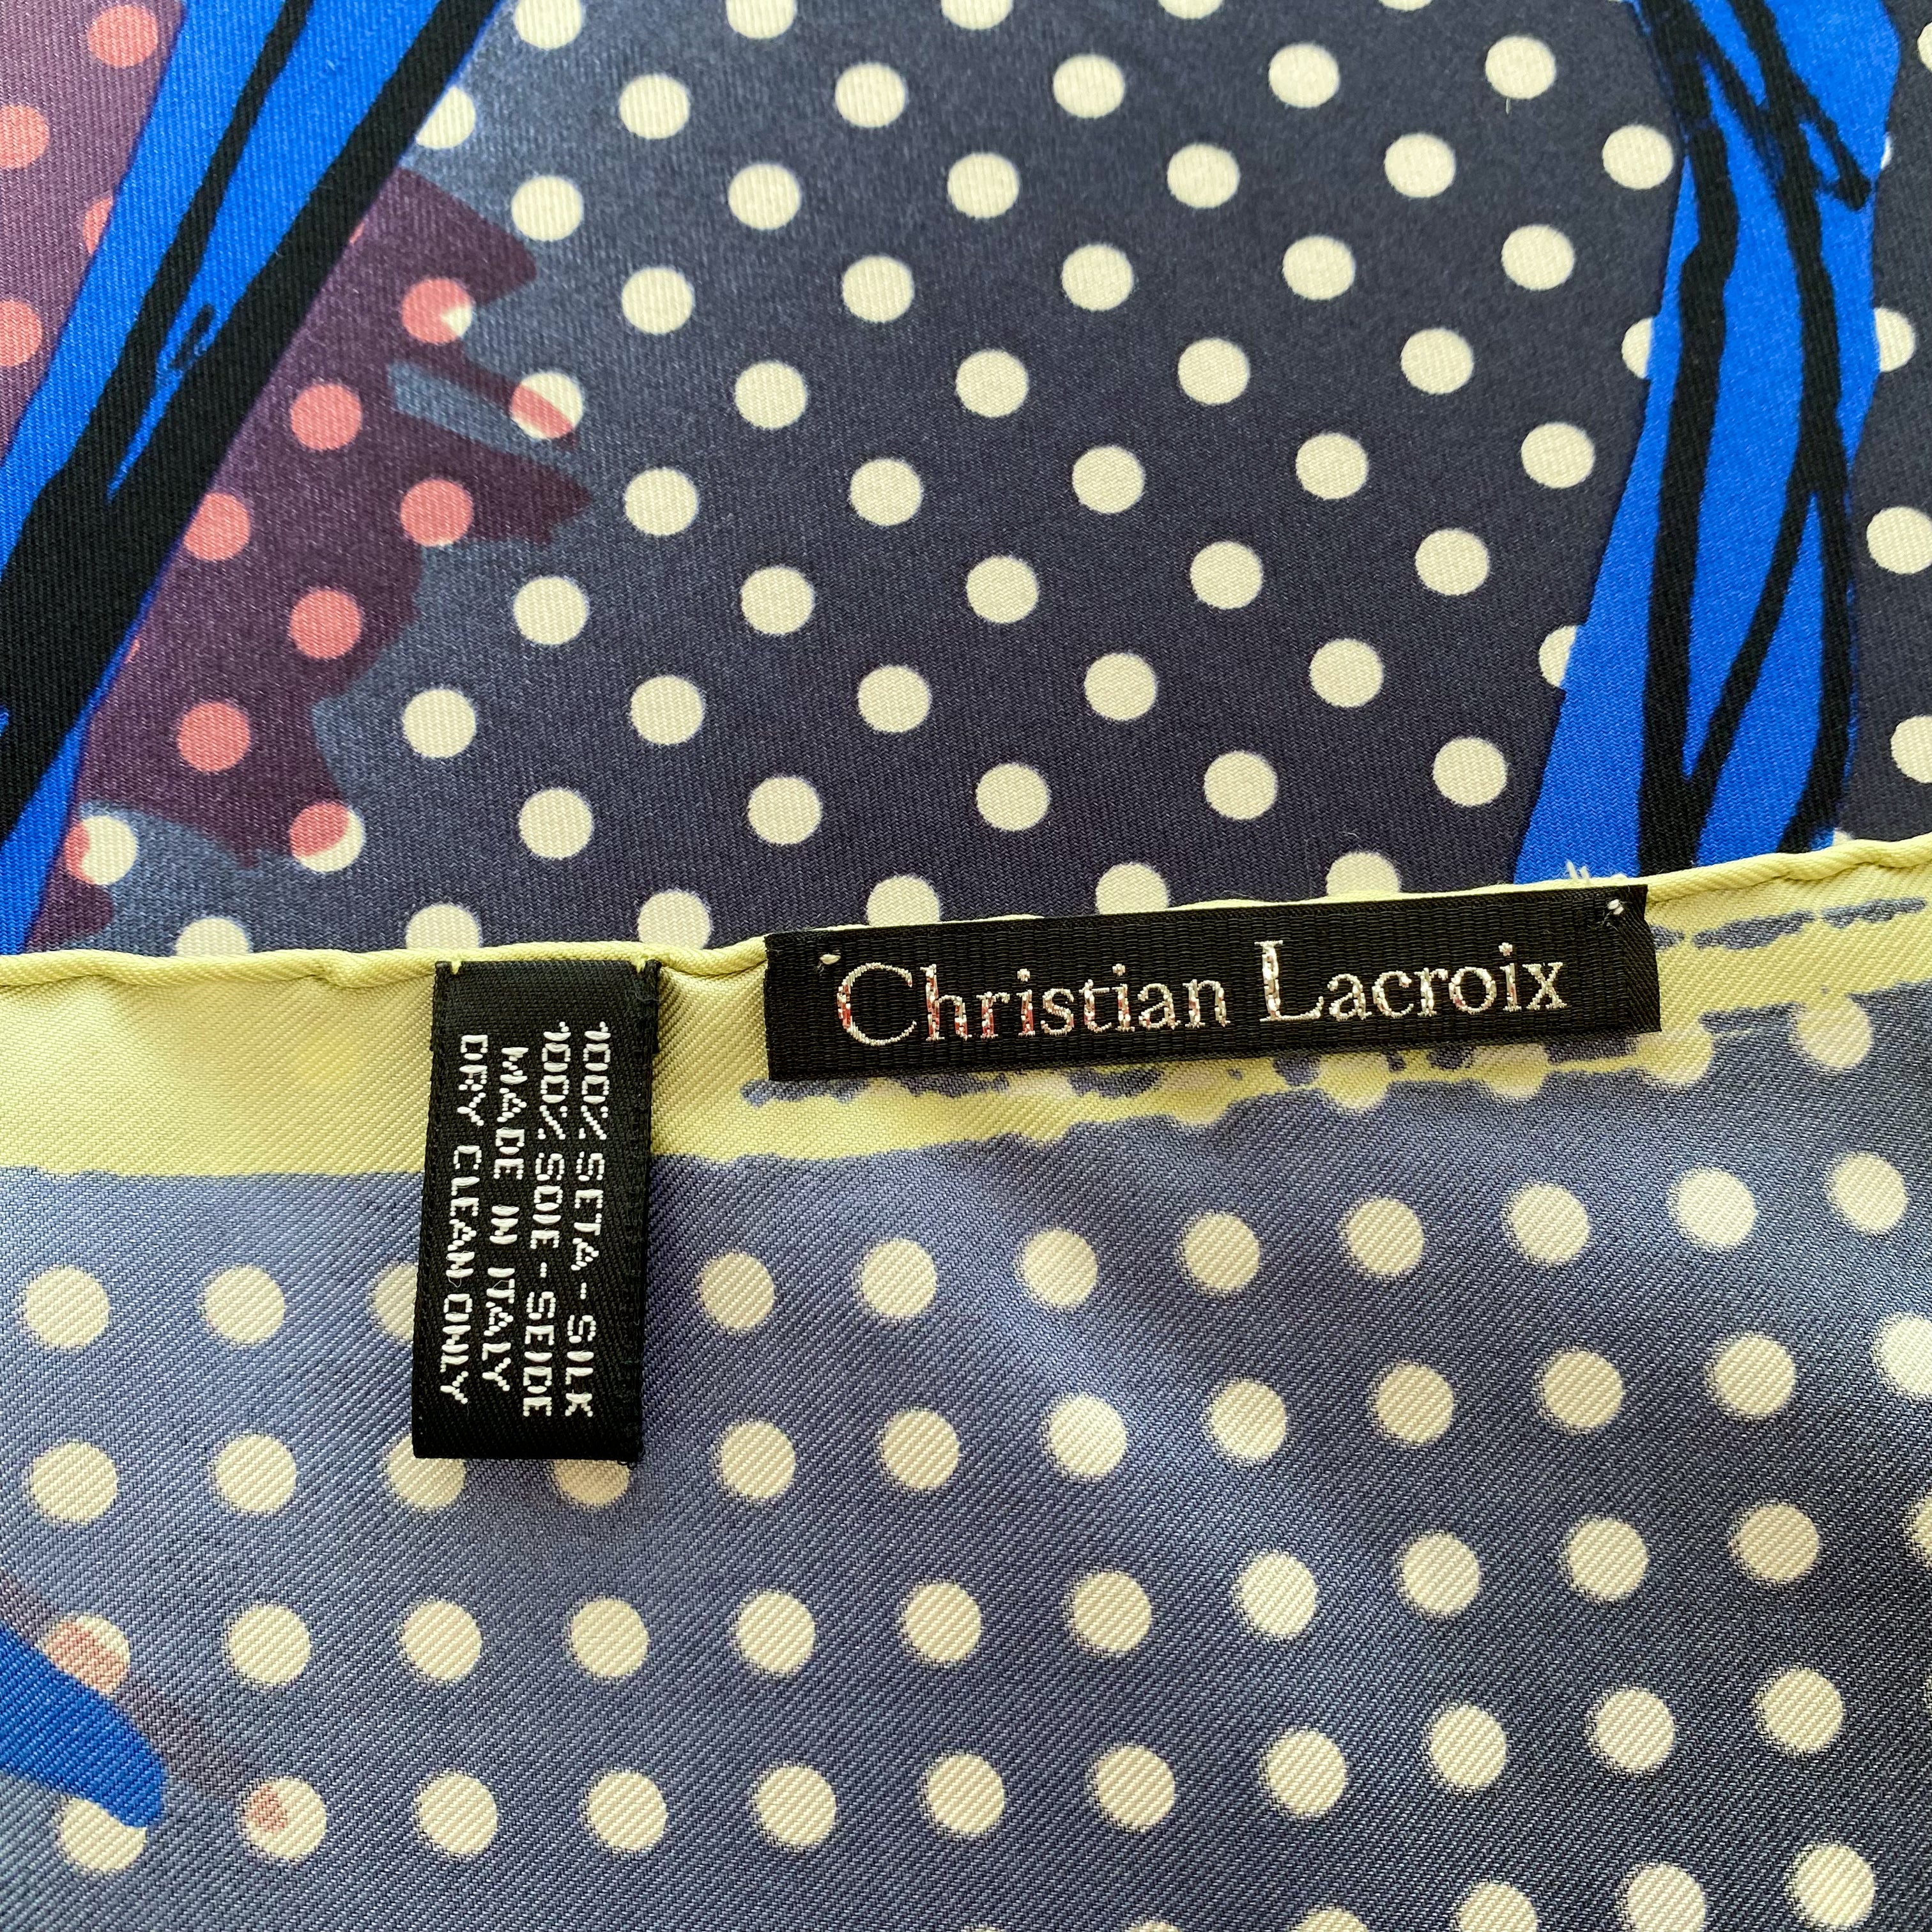 Christian Lacroix
100% SETA - SILK
100% SOIE - SEIDE
MADE IN ITALY
DRY CLEAN ONLY